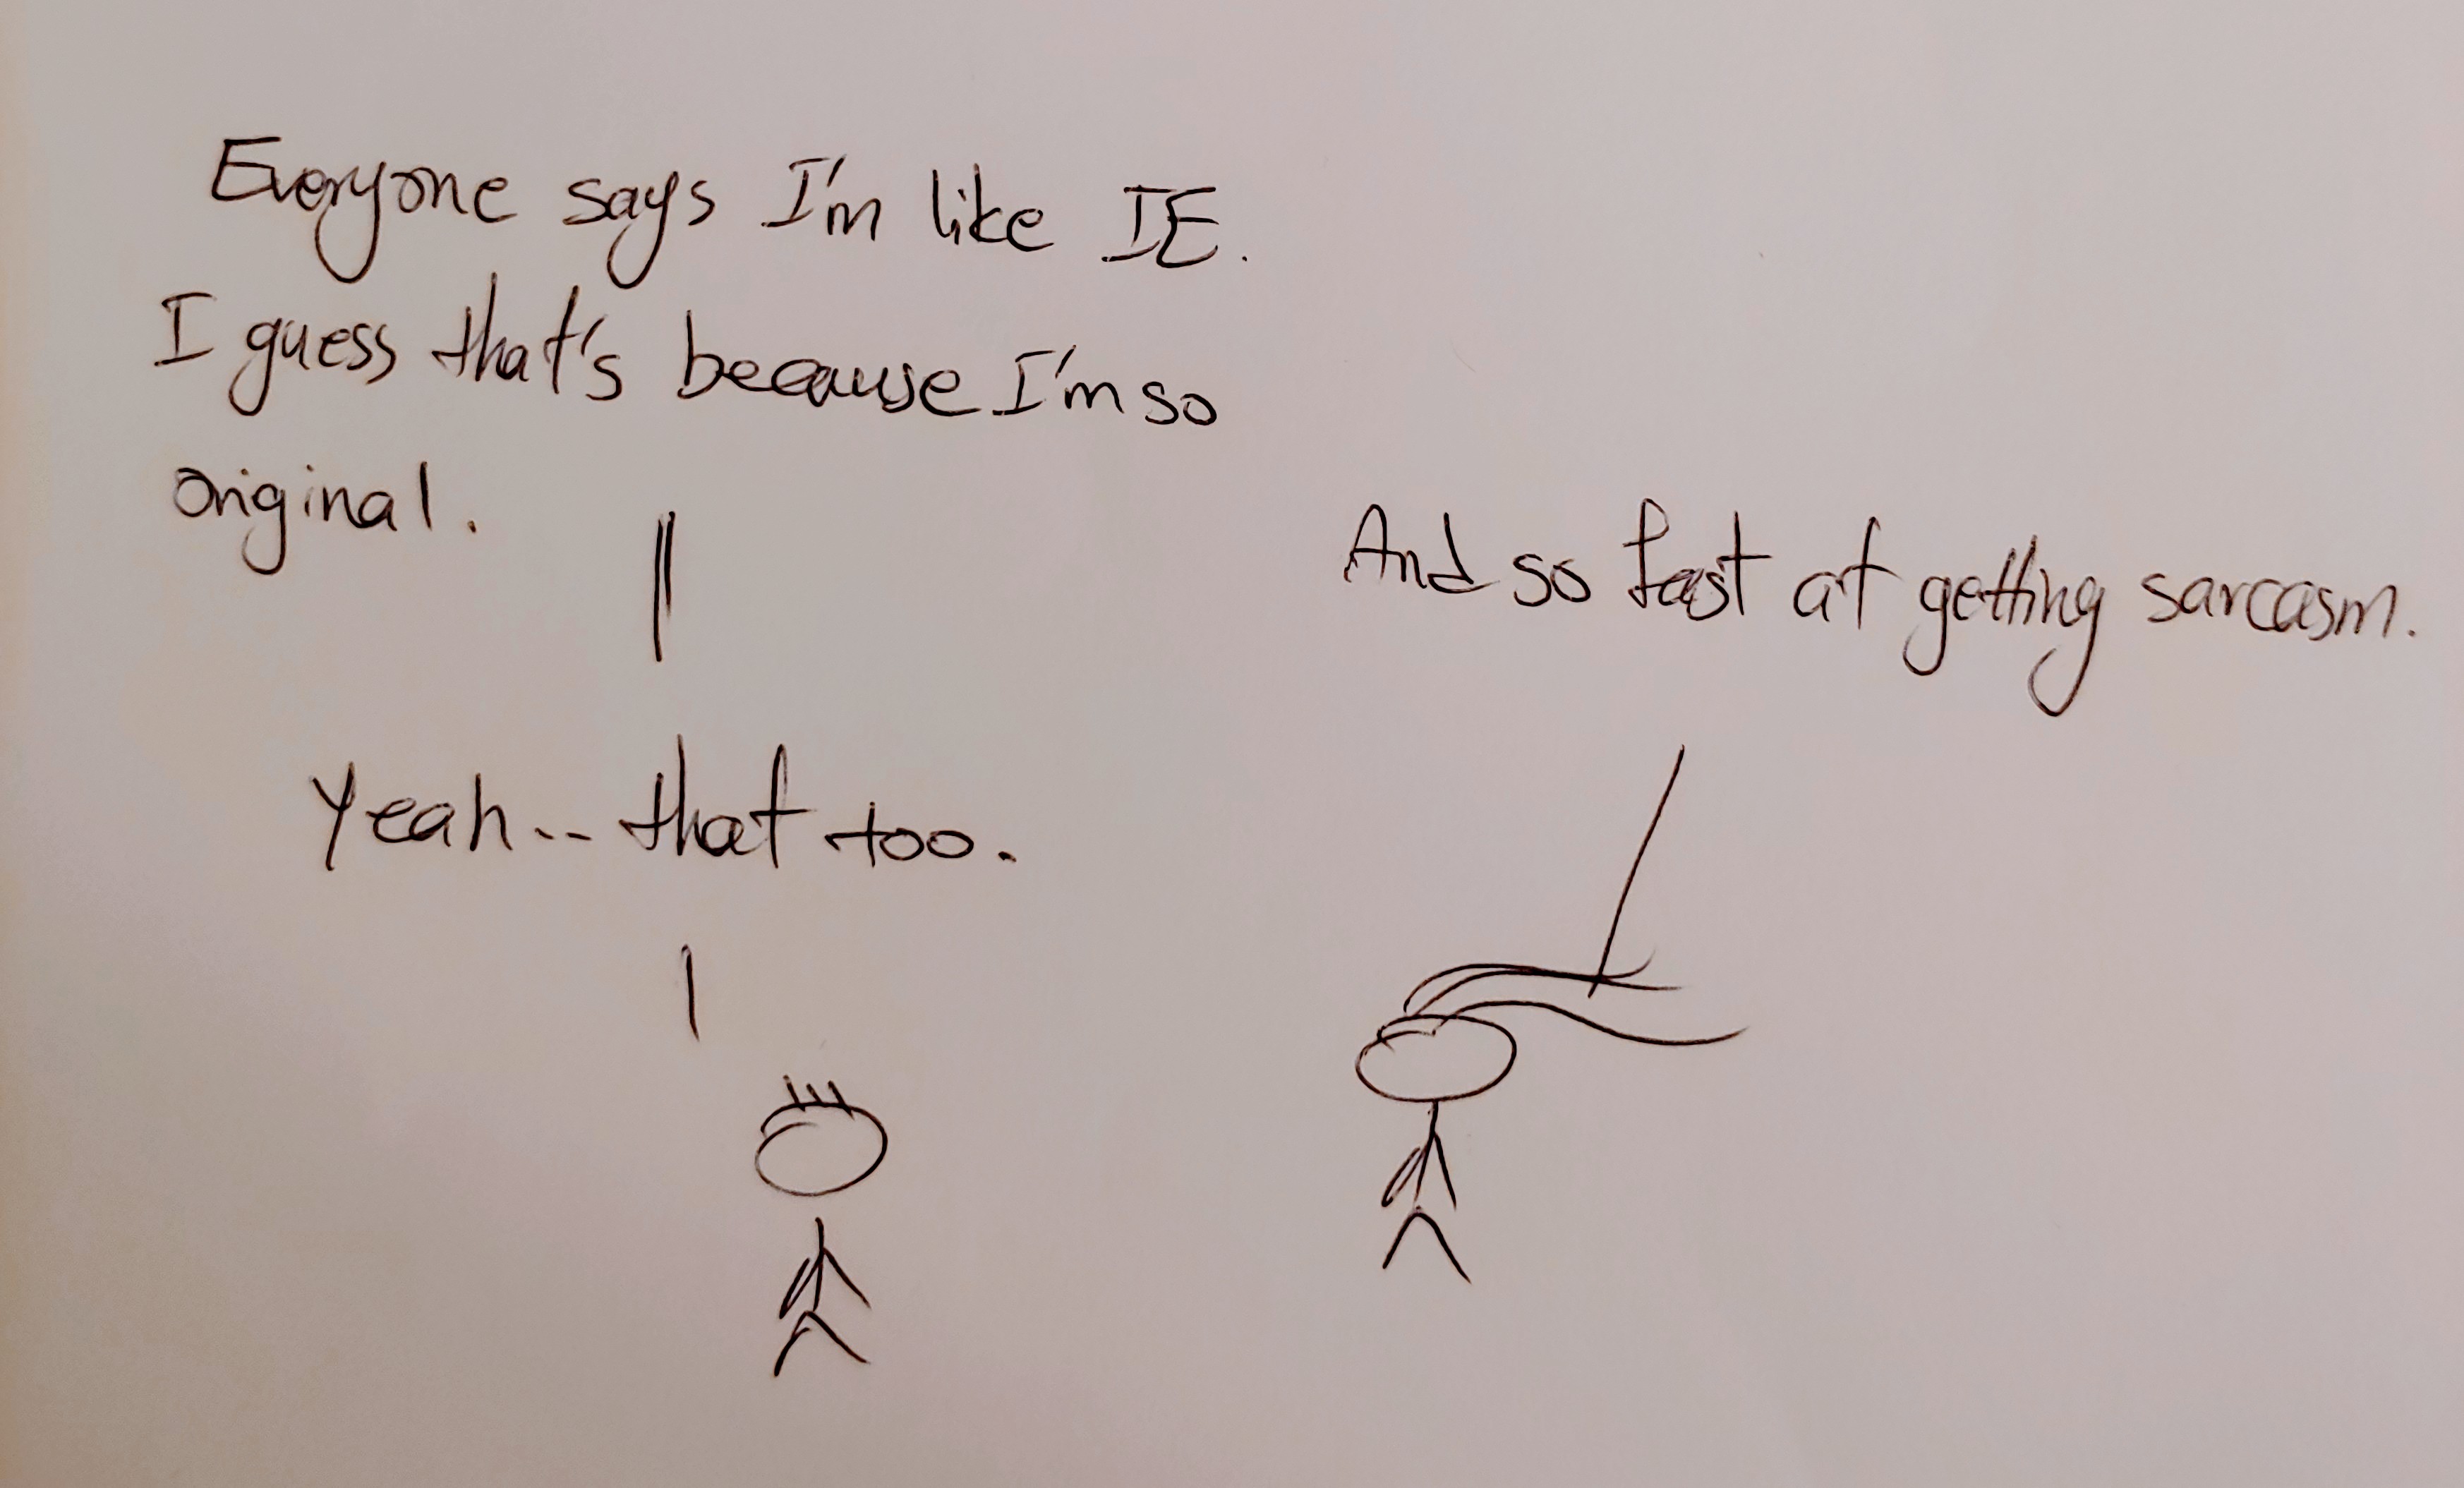 Everyone says I'm like IE.
I guess that's because I'm so
original.
And so fast at getting sarcasm.
Yeah.. that too.